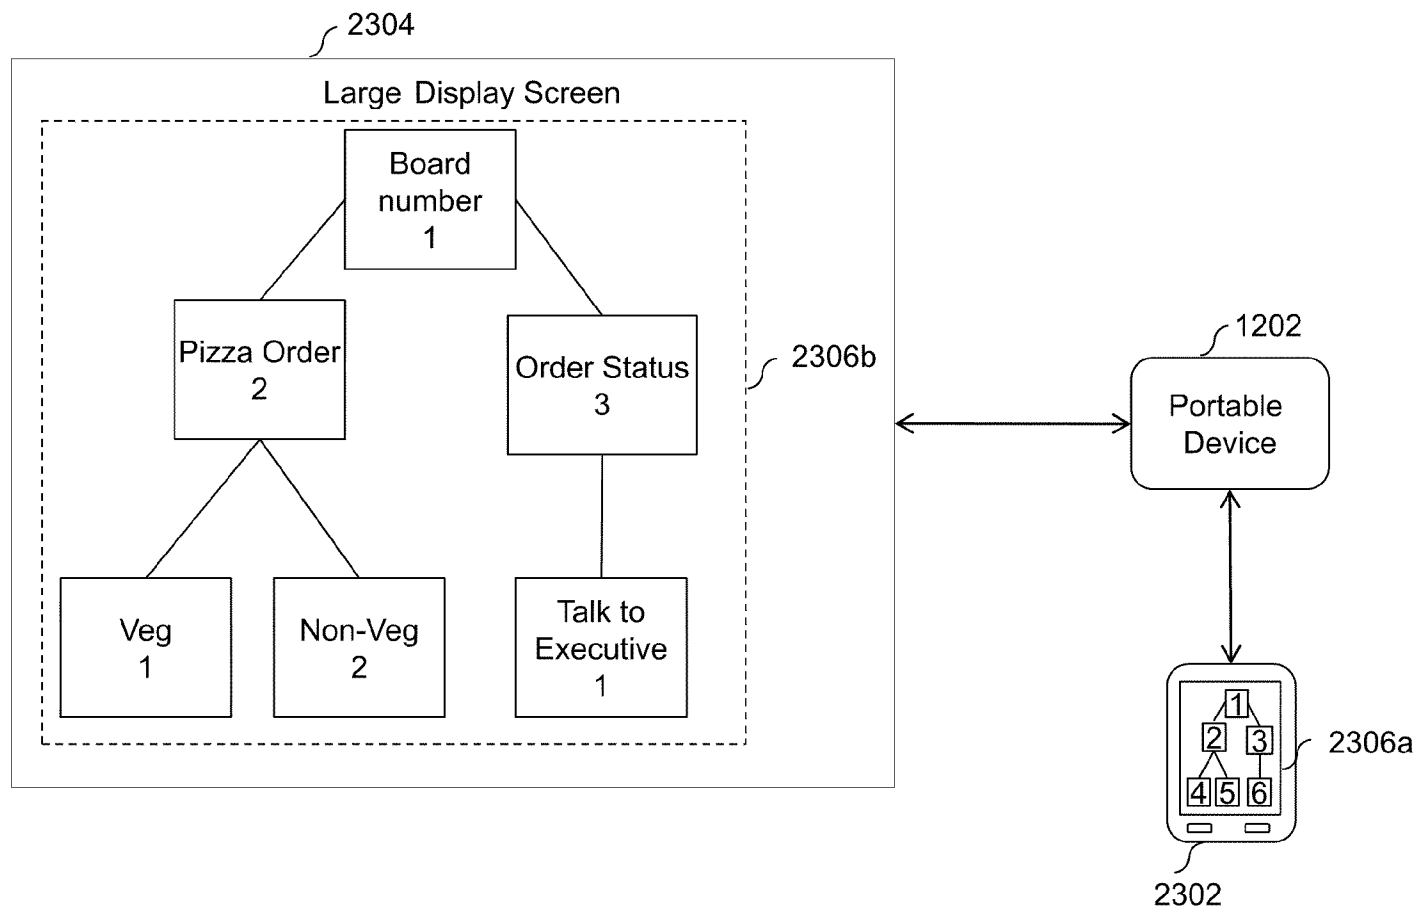 2304
Large Display Screen
Board
number
1
Pizza Order
2
Order Status
3
2306b
1202
Portable
Device
Veg
1
Non-Veg
2
Talk to
Executive
1
1
2
3
4
5
6
2306a
2302